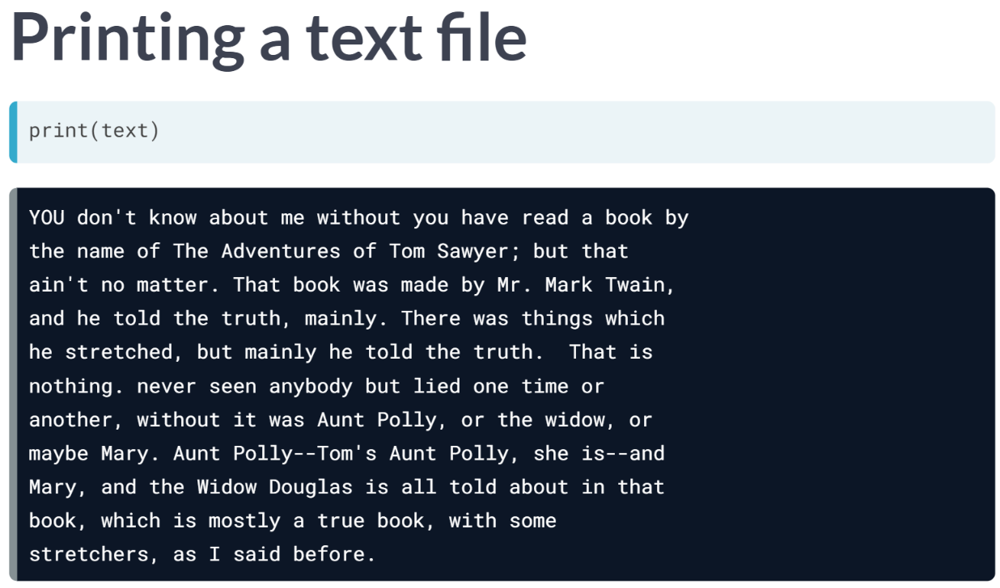 Printing a text file
print(text)
YOU don't know about me without you have read a book by
the name of The Adventures of Tom Sawyer; but that
ain't no matter. That book was made by Mr. Mark Twain,
and he told the truth, mainly. There was things which
he stretched, but mainly he told the truth.  That is
nothing. never seen anybody but lied one time or
another, without it was Aunt Polly, or the widow, or
maybe Mary. Aunt Polly--Tom's Aunt Polly, she is--and
Mary, and the Widow Douglas is all told about in that
book, which is mostly a true book, with some
stretchers, as I said before.